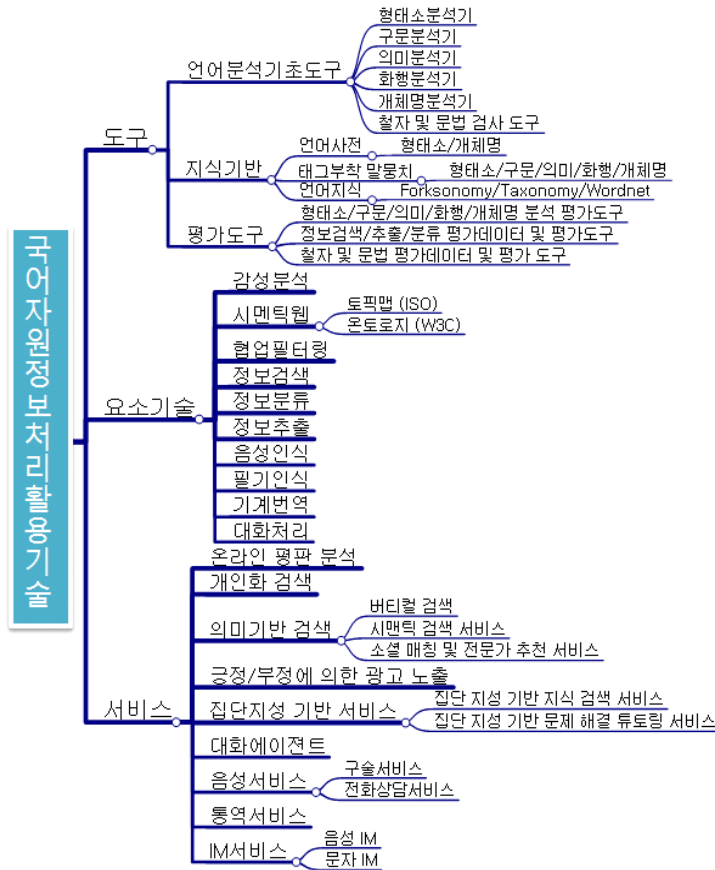 국어자원정보처리활용기술
도구
언어분석기초도구
형태소분석기
구문분석기
의미분석기
화행분석기
개체명분석기
철자 및 문법 검사 도구
지식기반
언어사전
형태소/개체명
태그부착 말뭉치
형태소/구문/의미/화행/개체명
언어지식
Forksonomy/Taxonomy/Wordnet
평가도구
형태소/구문/의미/화행/개체명 분석 평가도구
정보검색/추출/분류 평가데이터 및 평가도구
철자 및 문법 평가데이터 및 평가 도구
요소기술
감성분석
시멘틱웹
토픽맵 (ISO)
온토로지 (W3C)
협업필터링
정보검색
정보분류
정보추출
음성인식
필기인식
기계번역
대화처리
서비스
온라인 평판 분석
개인화 검색
의미기반 검색
버티컬 검색
시맨틱 검색 서비스
소셜 매칭 및 전문가 추천 서비스
긍정/부정에 의한 광고 노출
집단지성 기반 서비스
집단 지성 기반 지식 검색 서비스
집단 지성 기반 문제 해결 튜토링 서비스
대화에이젼트
음성서비스
구술서비스
전화상담서비스
통역서비스
IM서비스
음성 IM
문자 IM